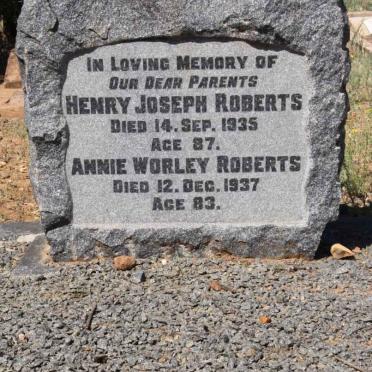 In Loving Memory of
Our Dear Parents
Henry Joseph Roberts
Died 14. Sep. 1935
Age 87.
Annie Worley Roberts
Died 12. Dec. 1937
Age 83.